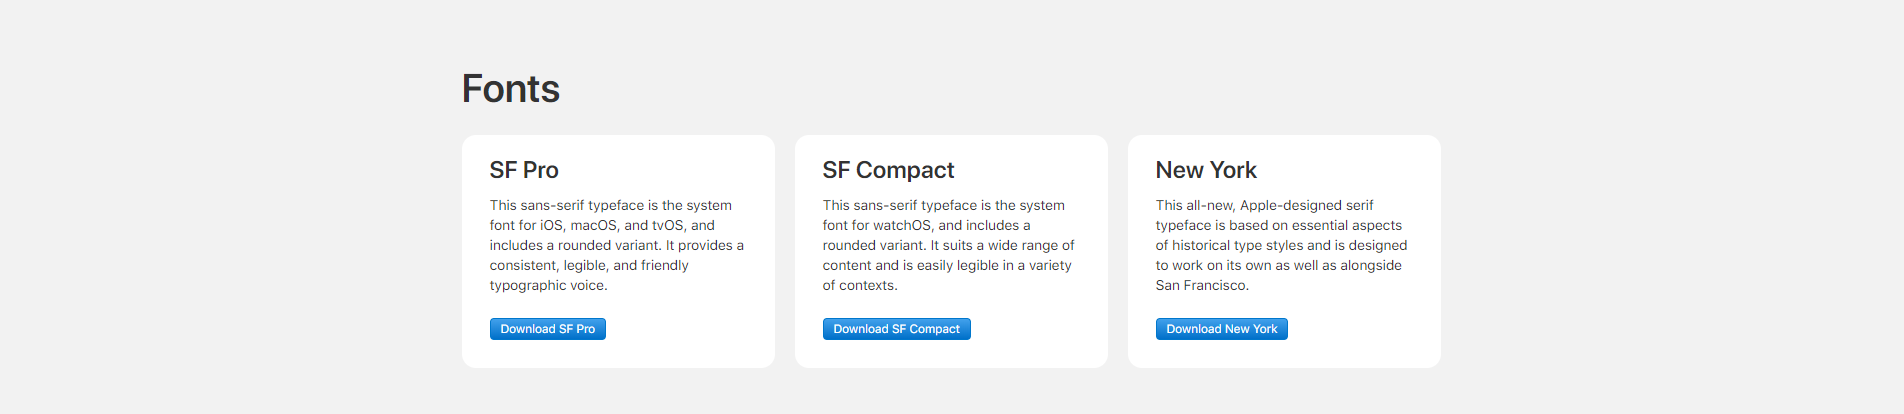 Fonts
SF Pro
This sans-serif typeface is the system
font for iOS, macOS, and tvOS, and
includes a rounded variant. It provides a
consistent, legible, and friendly
typographic voice.
Download SF Pro
SF Compact
This sans-serif typeface is the system
font for watchOS, and includes a
rounded variant. It suits a wide range of
content and is easily legible in a variety
of contexts.
Download SF Compact
New York
This all-new, Apple-designed serif
typeface is based on essential aspects
of historical type styles and is designed
to work on its own as well as alongside
San Francisco.
Download New York